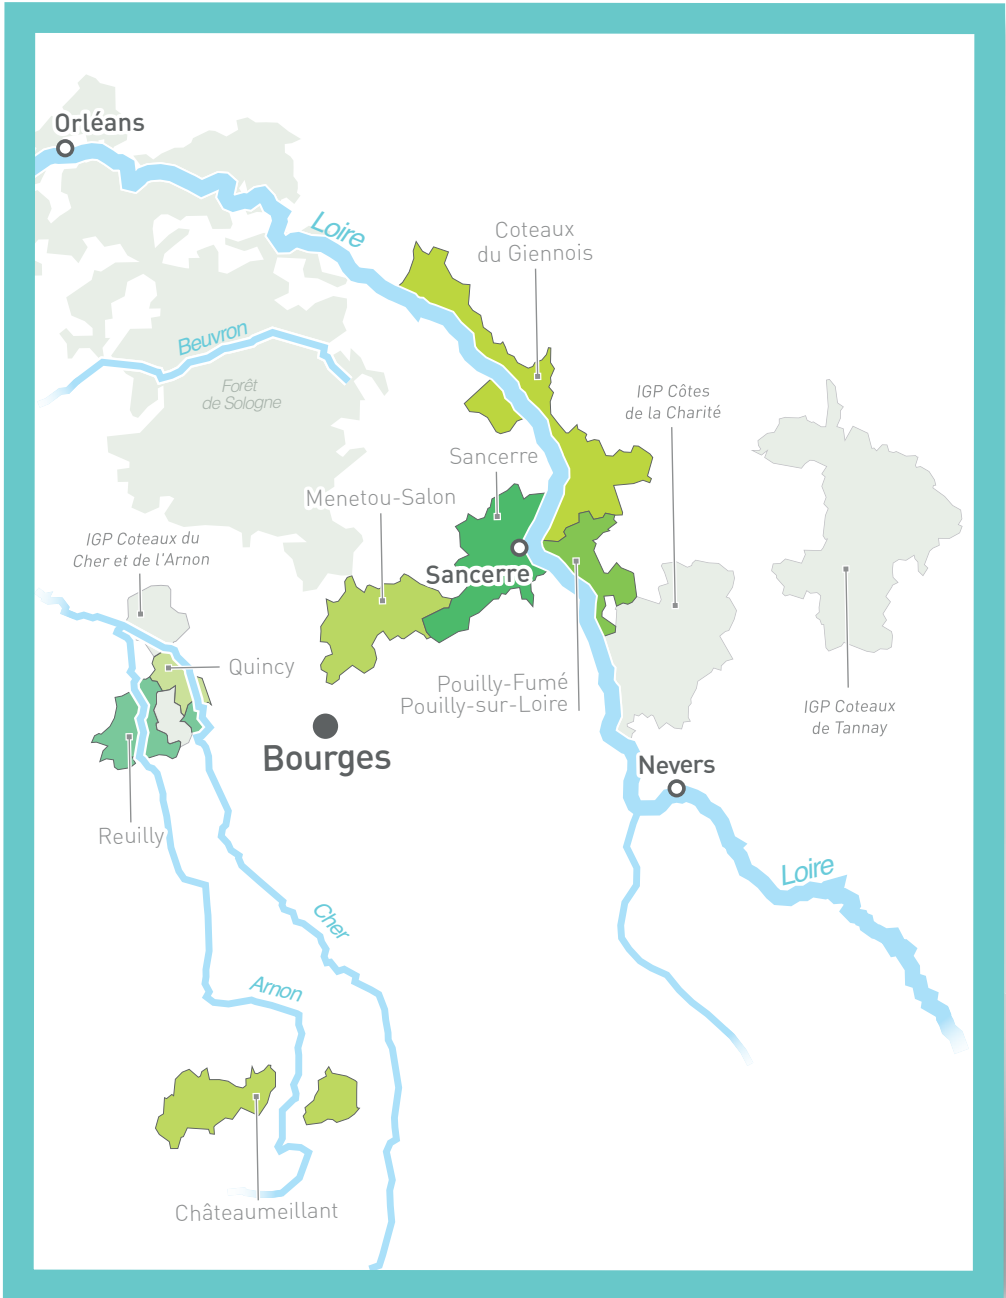 Orléans
Loire
Coteaux
du Giennois
Beuvron
Forêt
de Sologne
IGP Côtes
de la Charité
Sancerre
Menetou-Salon
IGP Coteaux du
Cher et de l'Arnon
Sancerre
Quincy
Pouilly-Fumé
Pouilly-sur-Loire
IGP Coteaux
de Tannay
Bourges
Nevers
Reuilly
Loire
Cher
Arnon
Châteaumeillant